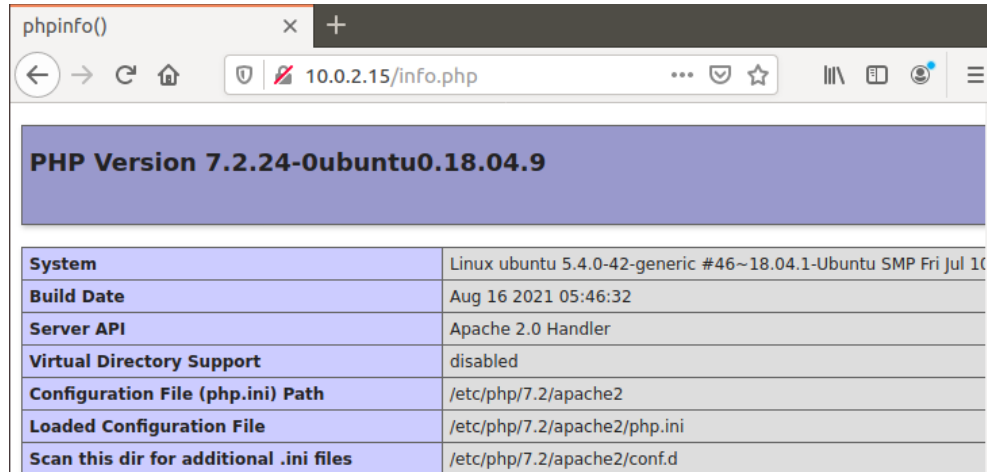 phpinfo()
10.0.2.15/info.php
PHP Version 7.2.24-0ubuntu0.18.04.9
System Linux ubuntu 5.4.0-42-generic #46~18.04.1-Ubuntu SMP Fri Jul 10
Build Date Aug 16 2021 05:46:32
Server API Apache 2.0 Handler
Virtual Directory Support disabled
Configuration File (php.ini) Path /etc/php/7.2/apache2
Loaded Configuration File /etc/php/7.2/apache2/php.ini
Scan this dir for additional .ini files /etc/php/7.2/apache2/conf.d